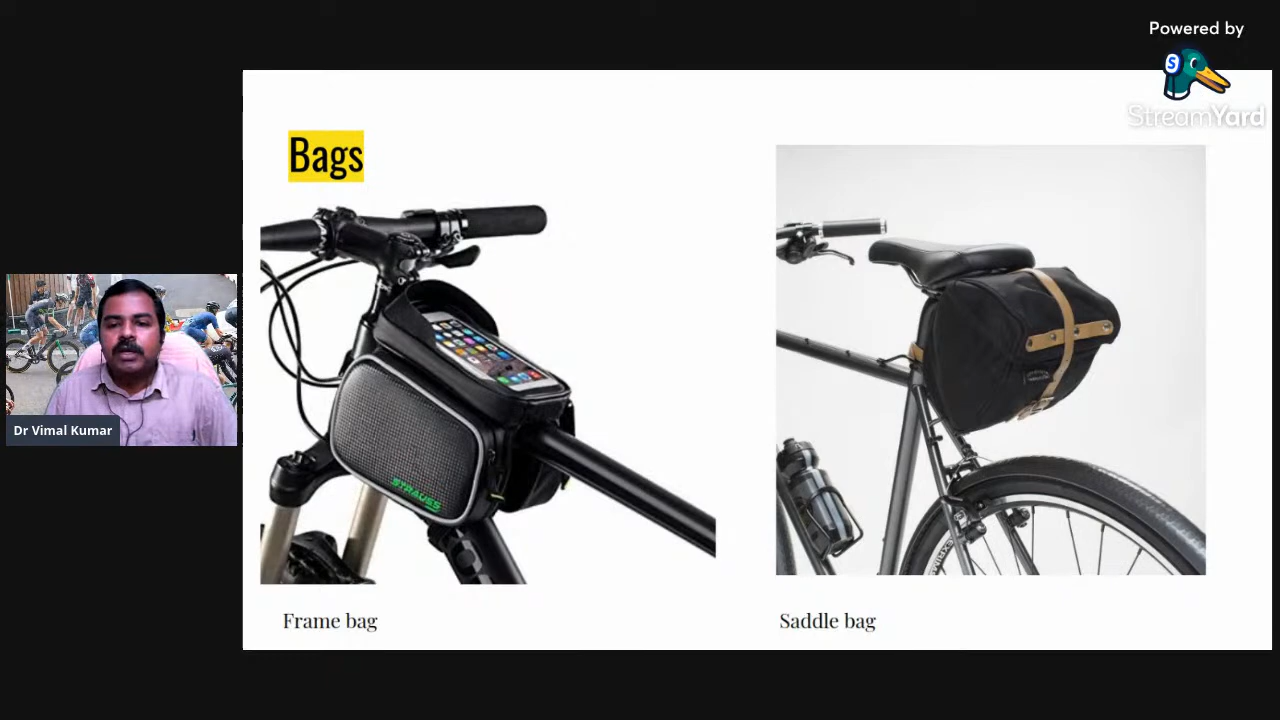 Powered by
StreamYard
Bags
STRAUSS
Dr Vimal Kumar
Frame bag
Saddle bag